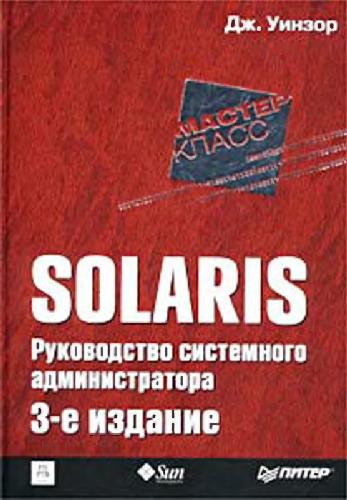 Дж. Уинзор
МАСТЕР
КЛАСС
SOLARIS
Руководство системного
администратора
3-е издание
Sun
ПИТЕР